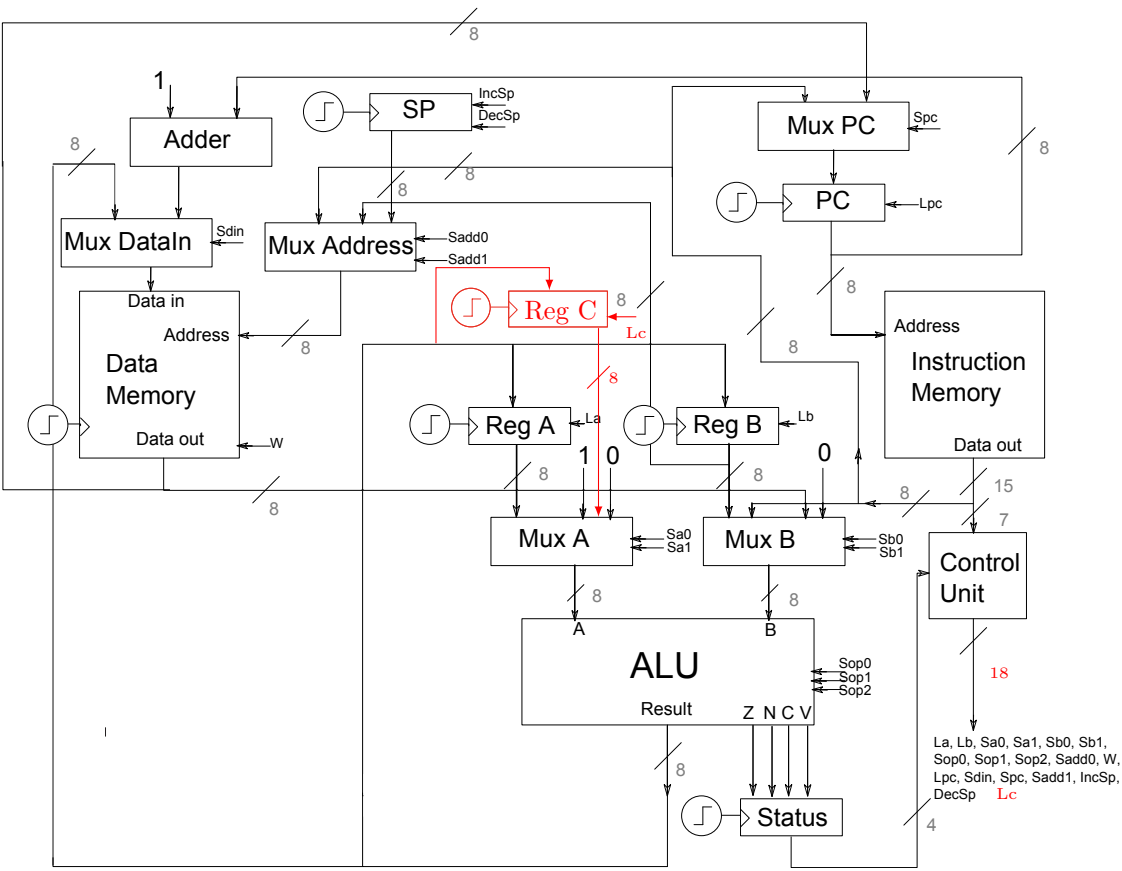 8
1
IncSp
SP
DecSp
Mux PC
Spc
Adder
8
8
8
8
PC
Lpc
Mux DataIn
Sdin
Mux Address
Sadd0
Sadd1
8
Data in
Reg C
8
Lc
Address
8
Data
Memory
8
8
Address
Instruction
Memory
Reg A
La
Reg B
Lb
Data out
W
Data out
8
1
0
8
0
8
8
15
7
Mux A
Sa0
Sa1
Mux B
Sb0
Sb1
Control
Unit
8
8
A
B
ALU
Sop0
Sop1
Sop2
18
Result
Z N C V
8
La, Lb, Sa0, Sa1, Sb0, Sb1,
Sop0, Sop1, Sop2, Sadd0, W,
Lpc, Sdin, Spc, Sadd1, IncSp,
DecSp Lc
Status
4